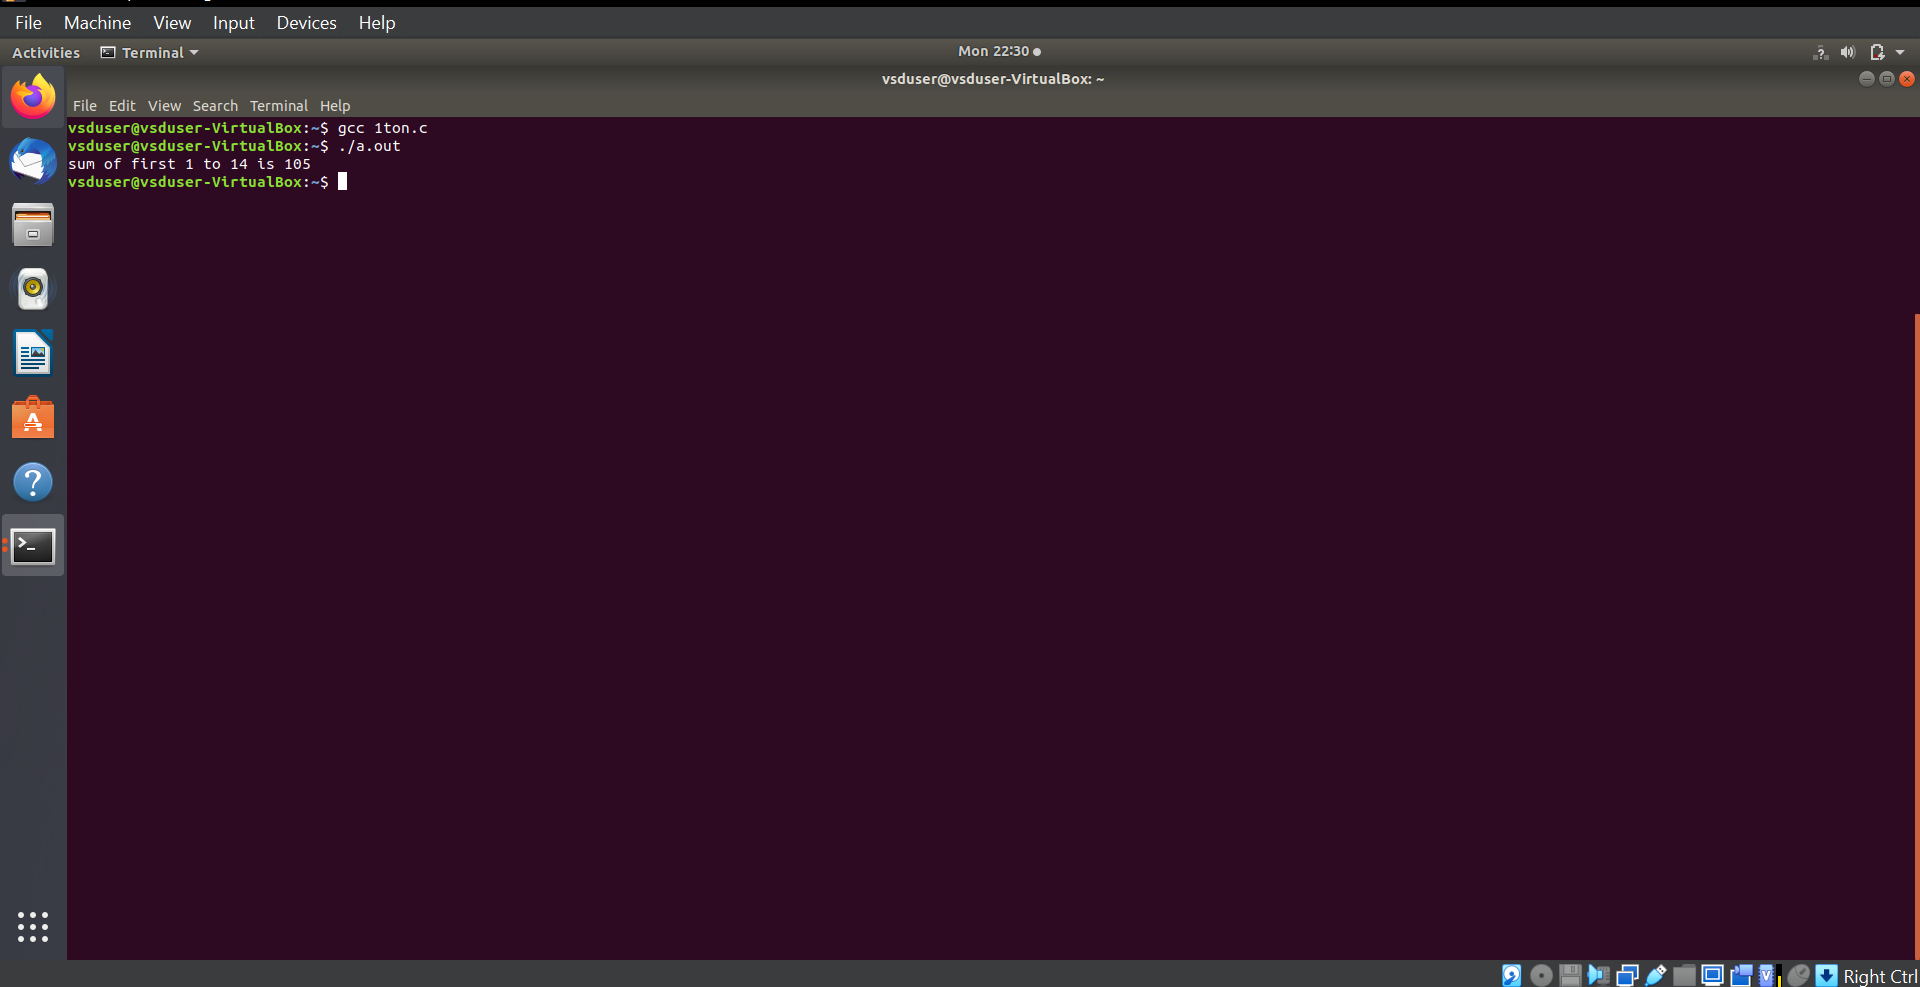 File Machine View Input Devices Help
Activities Terminal Mon 22:30
vsduser@vsduser-VirtualBox: ~
File Edit View Search Terminal Help
vsduser@vsduser-VirtualBox:~$ gcc 1ton.c
vsduser@vsduser-VirtualBox:~$ ./a.out
sum of first 1 to 14 is 105
vsduser@vsduser-VirtualBox:~$
Right Ctrl